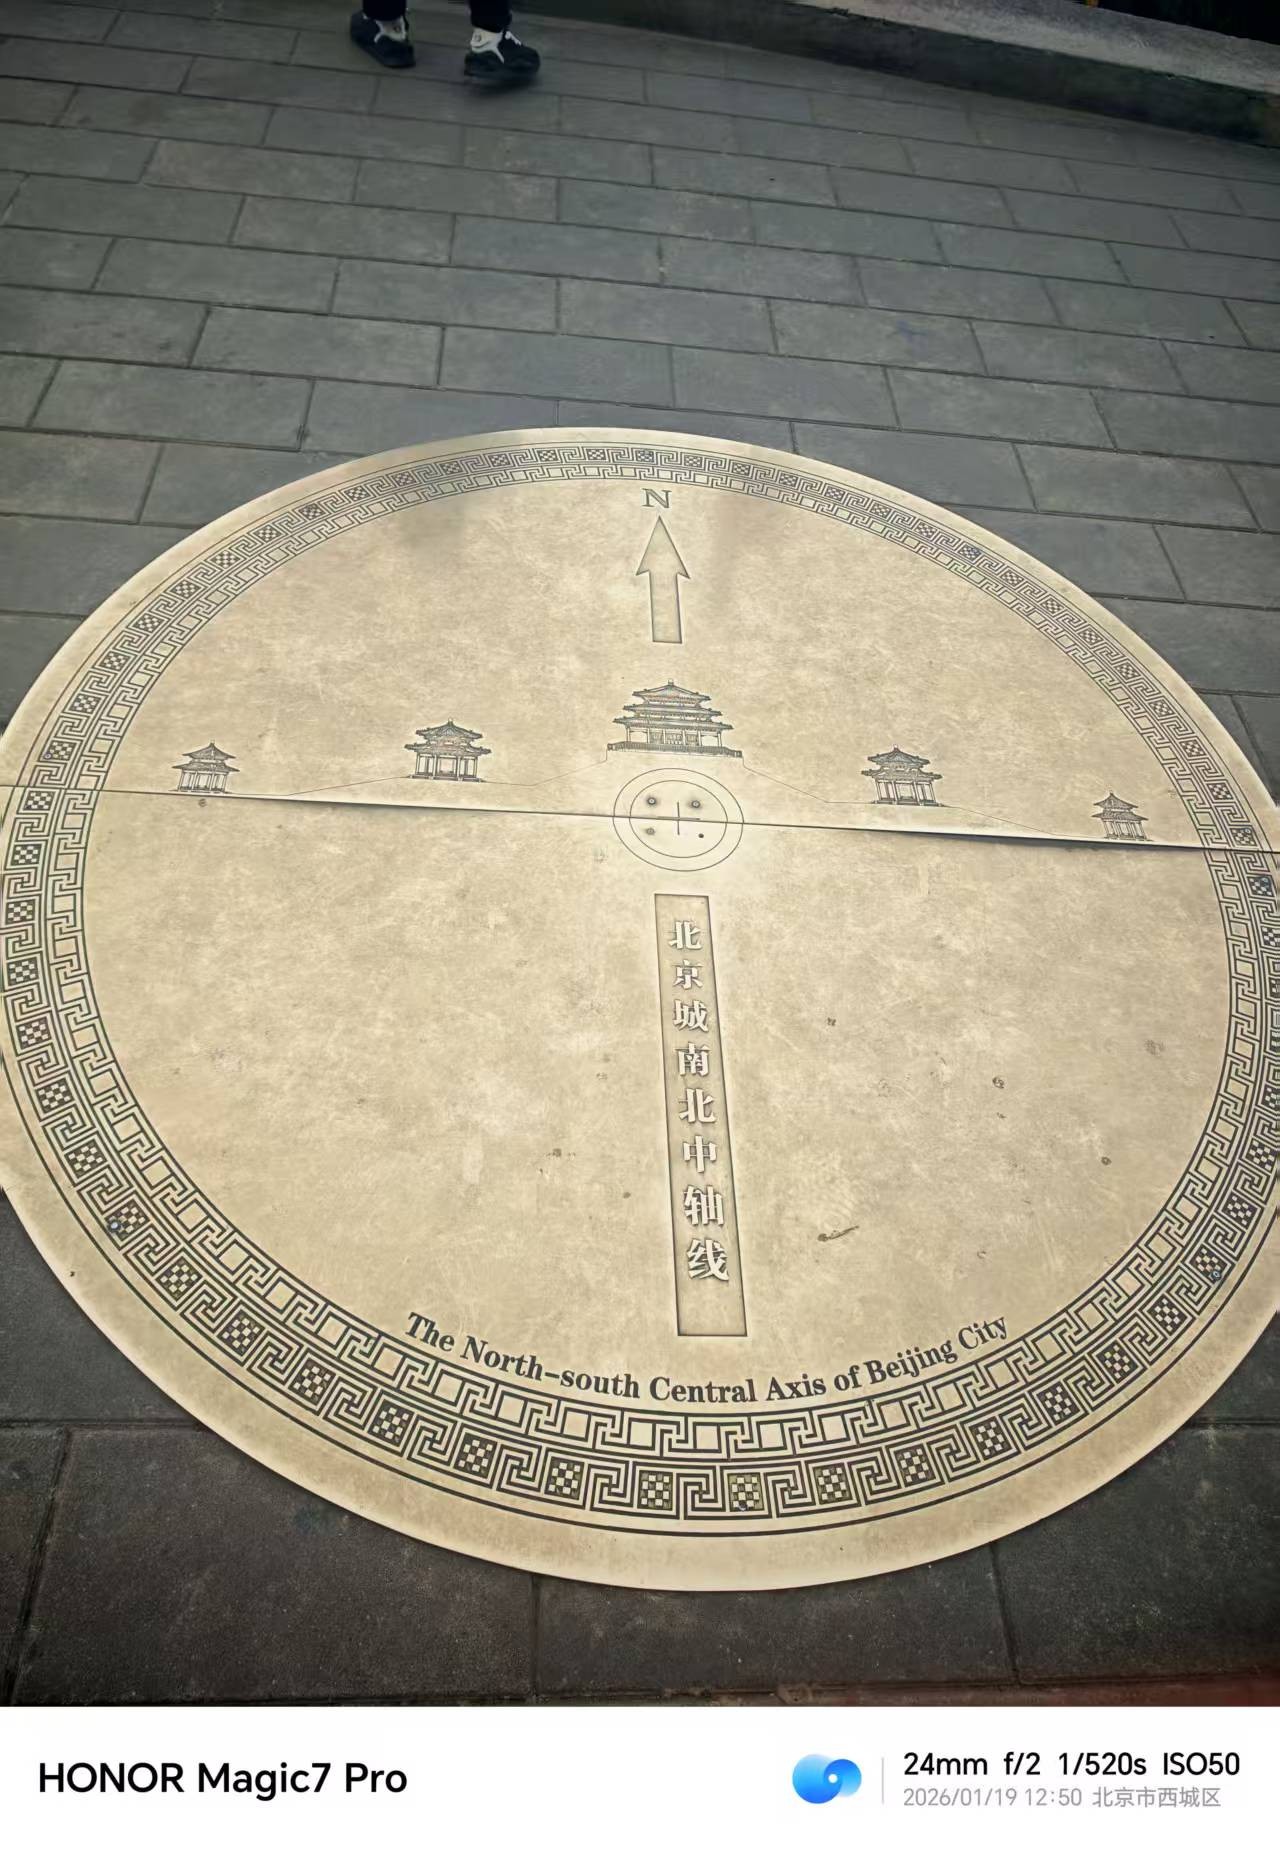 N
北京城南北中轴线
The North-south Central Axis of Beijing City
HONOR Magic7 Pro
24mm f/2 1/520s ISO50
2026/01/19 12:50 北京市西城区